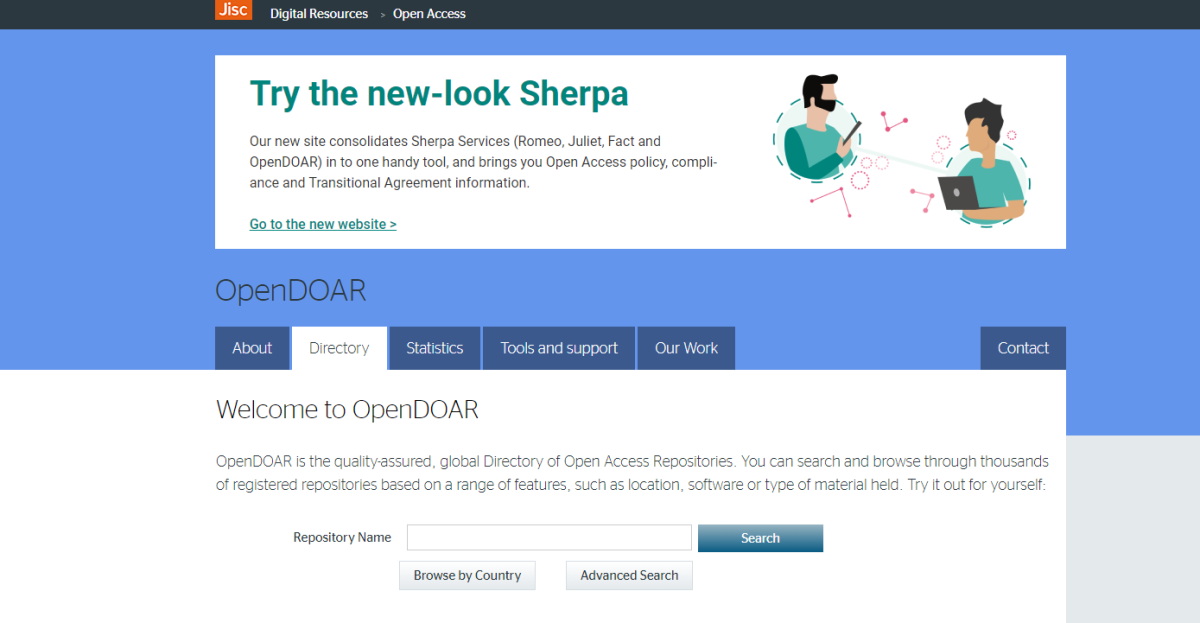 Jisc
Digital Resources > Open Access
Try the new-look Sherpa
Our new site consolidates Sherpa Services (Romeo, Juliet, Fact and
OpenDOAR) in to one handy tool, and brings you Open Access policy, compli-
ance and Transitional Agreement information.
Go to the new website >
OpenDOAR
About Directory Statistics Tools and support Our Work Contact
Welcome to OpenDOAR
OpenDOAR is the quality-assured, global Directory of Open Access Repositories. You can search and browse through thousands
of registered repositories based on a range of features, such as location, software or type of material held. Try it out for yourself:
Repository Name Search
Browse by Country Advanced Search